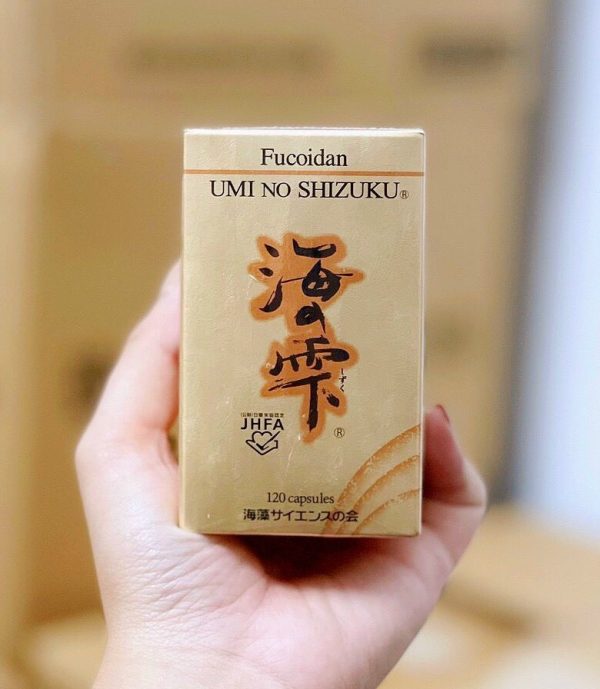 Fucoidan
UMI NO SHIZUKU®
海の雫
しずく
®
JHFA
120 capsules
海藻サイエンスの会